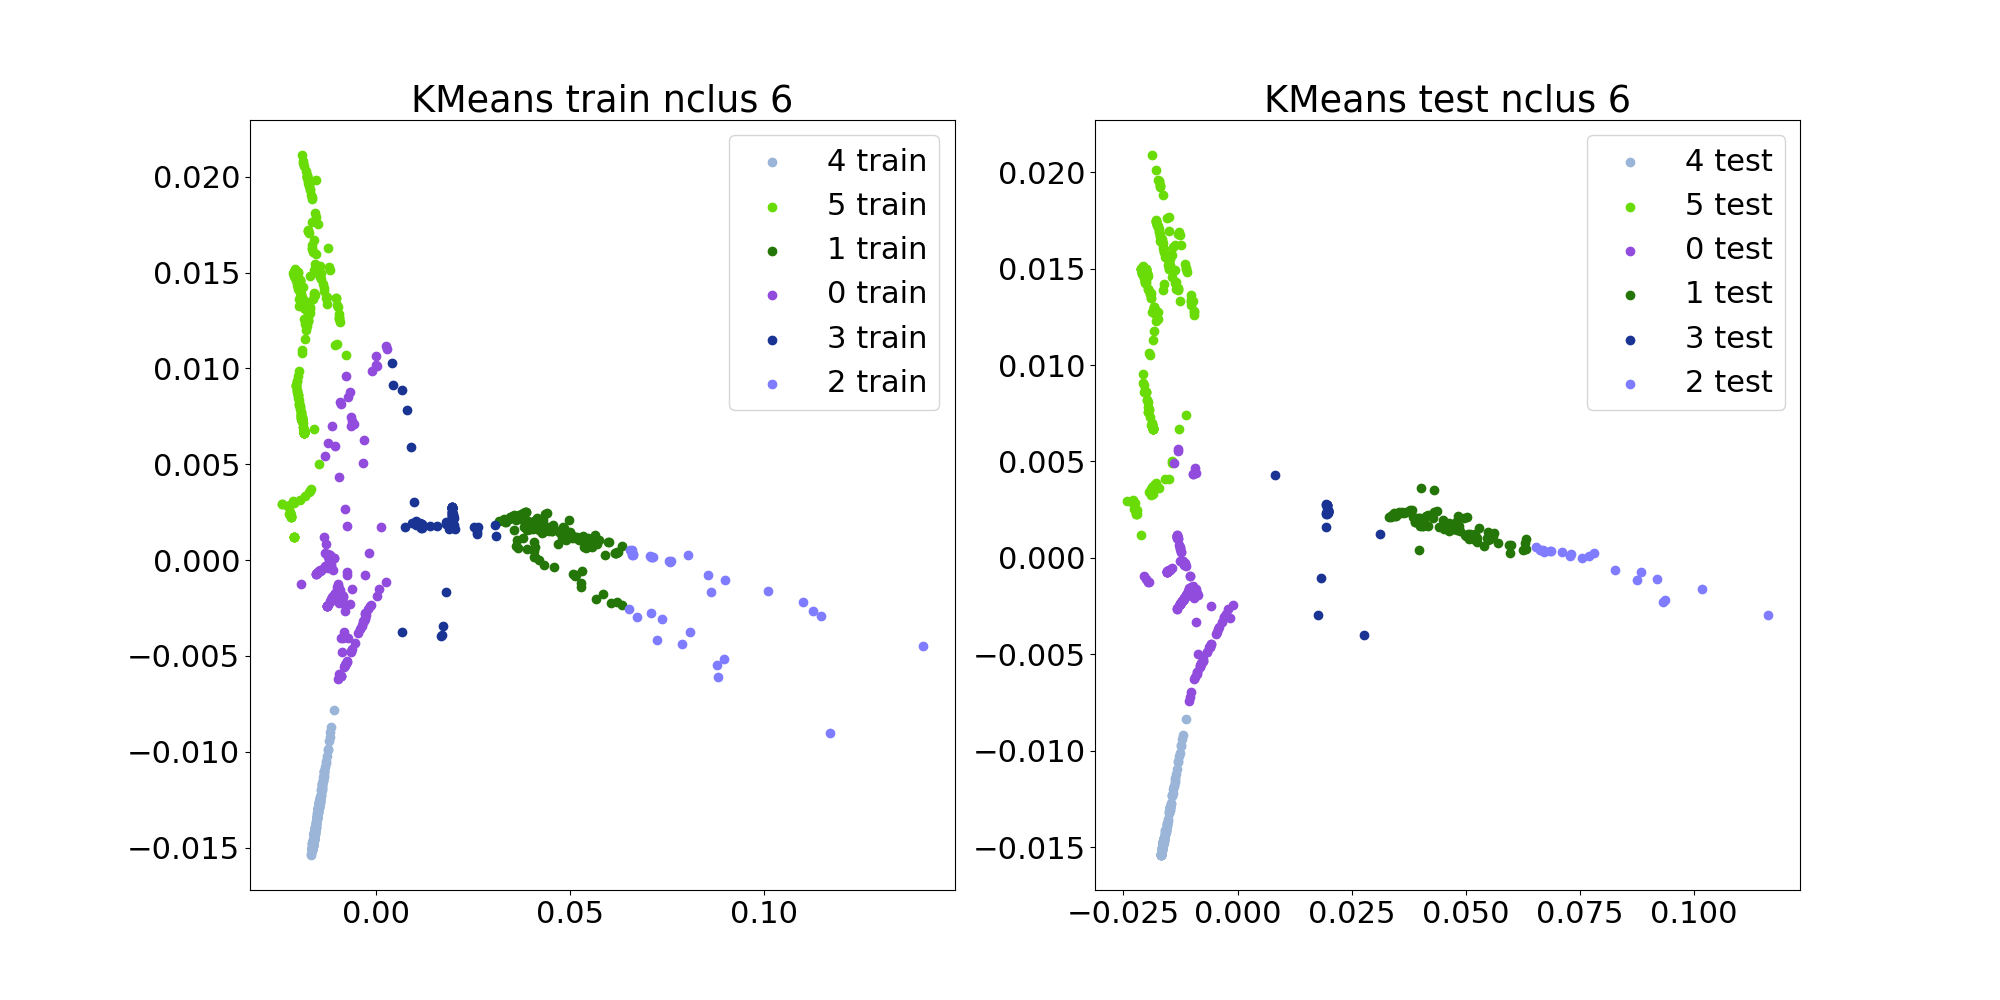 KMeans train nclus 6
4 train
5 train
1 train
0 train
3 train
2 train
0.020
0.015
0.010
0.005
0.000
−0.005
−0.010
−0.015
0.00 0.05 0.10
KMeans test nclus 6
4 test
5 test
0 test
1 test
3 test
2 test
0.020
0.015
0.010
0.005
0.000
−0.005
−0.010
−0.015
−0.025 0.000 0.025 0.050 0.075 0.100